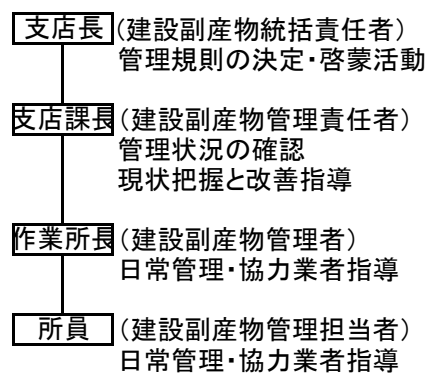 支店長(建設副産物統括責任者)
管理規則の決定・啓蒙活動
支店課長(建設副産物管理責任者)
管理状況の確認
現状把握と改善指導
作業所長(建設副産物管理者)
日常管理・協力業者指導
所員(建設副産物管理担当者)
日常管理・協力業者指導